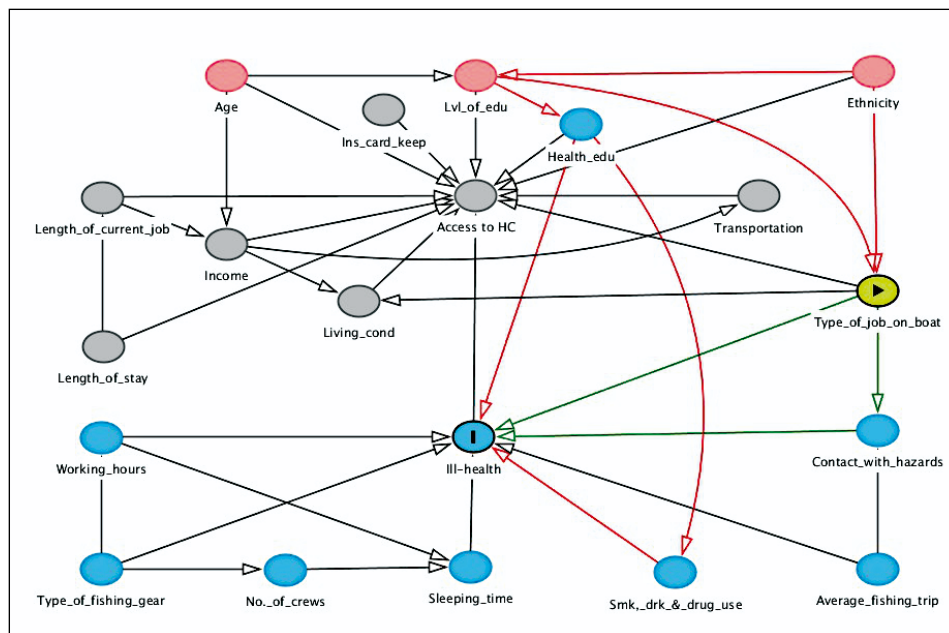 Age
Lvl_of_edu
Ethnicity
Ins_card_keep
Health_edu
Length_of_current_job
Access to HC
Transportation
Income
Living_cond
Type_of_job_on_boat
Length_of_stay
Working_hours
Ill-health
Contact_with_hazards
Type_of_fishing_gear
No._of_crews
Sleeping_time
Smk,_drk_&_drug_use
Average_fishing_trip